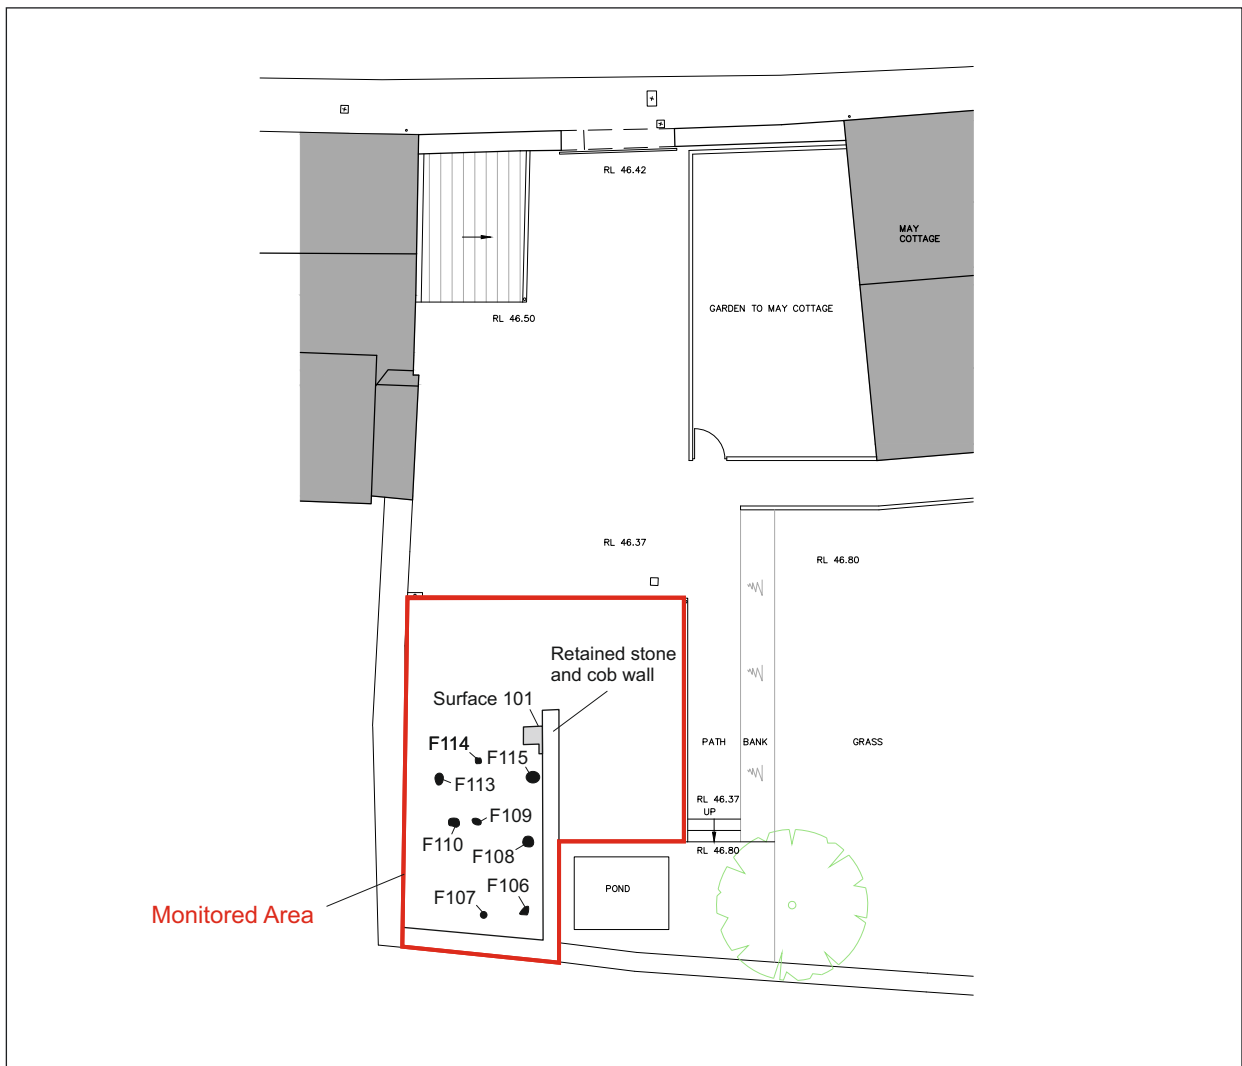 RL 46.42
MAY
COTTAGE
GARDEN TO MAY COTTAGE
RL 46.50
RL 46.37
RL 46.80
Retained stone
and cob wall
Surface 101
F114
F115
F113
F109
F110
F108
F106
F107
PATH
BANK
GRASS
RL 46.37
UP
RL 46.80
POND
Monitored Area